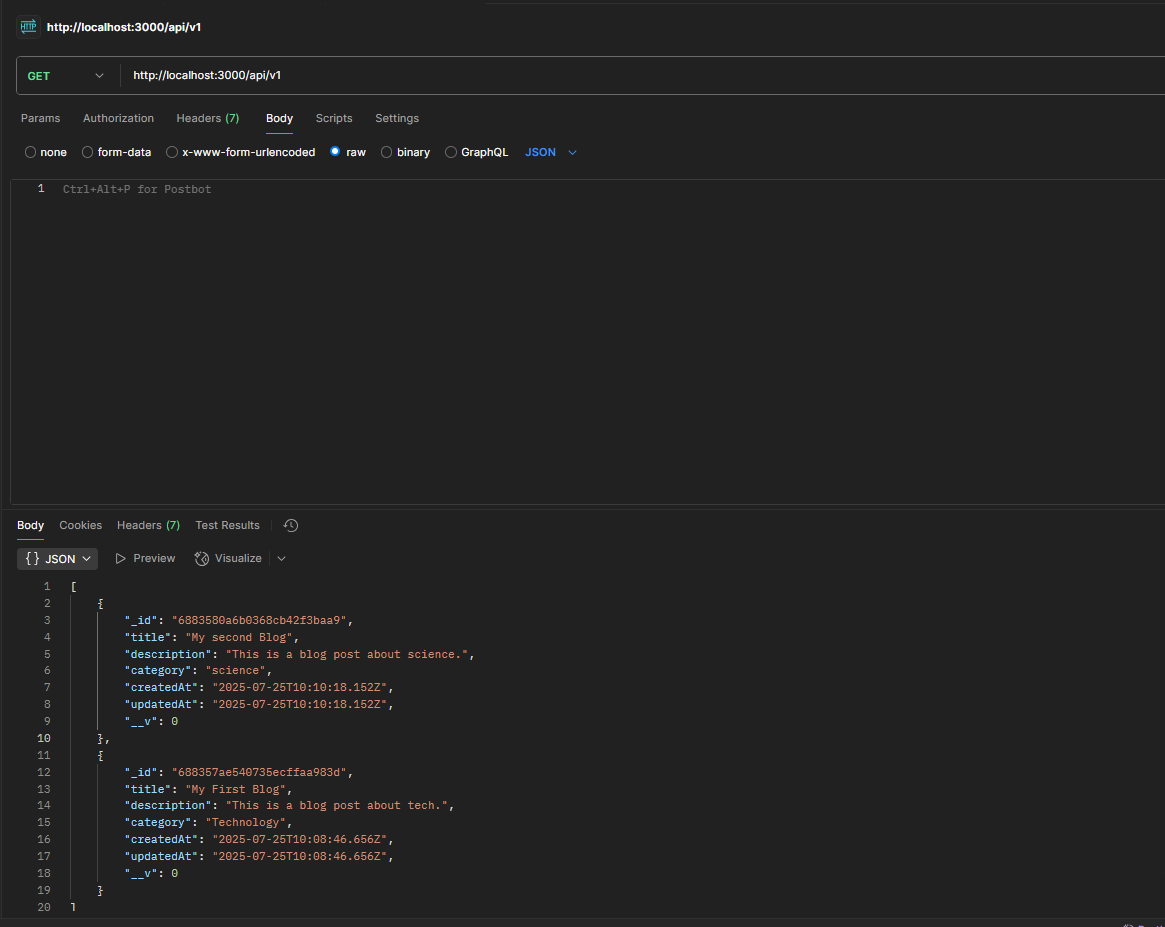 HTTP http://localhost:3000/api/v1
GET http://localhost:3000/api/v1
Params Authorization Headers (7) Body Scripts Settings
none form-data x-www-form-urlencoded raw binary GraphQL JSON
1 Ctrl+Alt+P for Postbot
Body Cookies Headers (7) Test Results
{} JSON Preview Visualize
1 [
2 {
3 "_id": "6883580a6b0368cb42f3baa9",
4 "title": "My second Blog",
5 "description": "This is a blog post about science.",
6 "category": "science",
7 "createdAt": "2025-07-25T10:10:18.152Z",
8 "updatedAt": "2025-07-25T10:10:18.152Z",
9 "__v": 0
10 },
11 {
12 "_id": "688357ae540735ecffaa983d",
13 "title": "My First Blog",
14 "description": "This is a blog post about tech.",
15 "category": "Technology",
16 "createdAt": "2025-07-25T10:08:46.656Z",
17 "updatedAt": "2025-07-25T10:08:46.656Z",
18 "__v": 0
19 }
20 ]